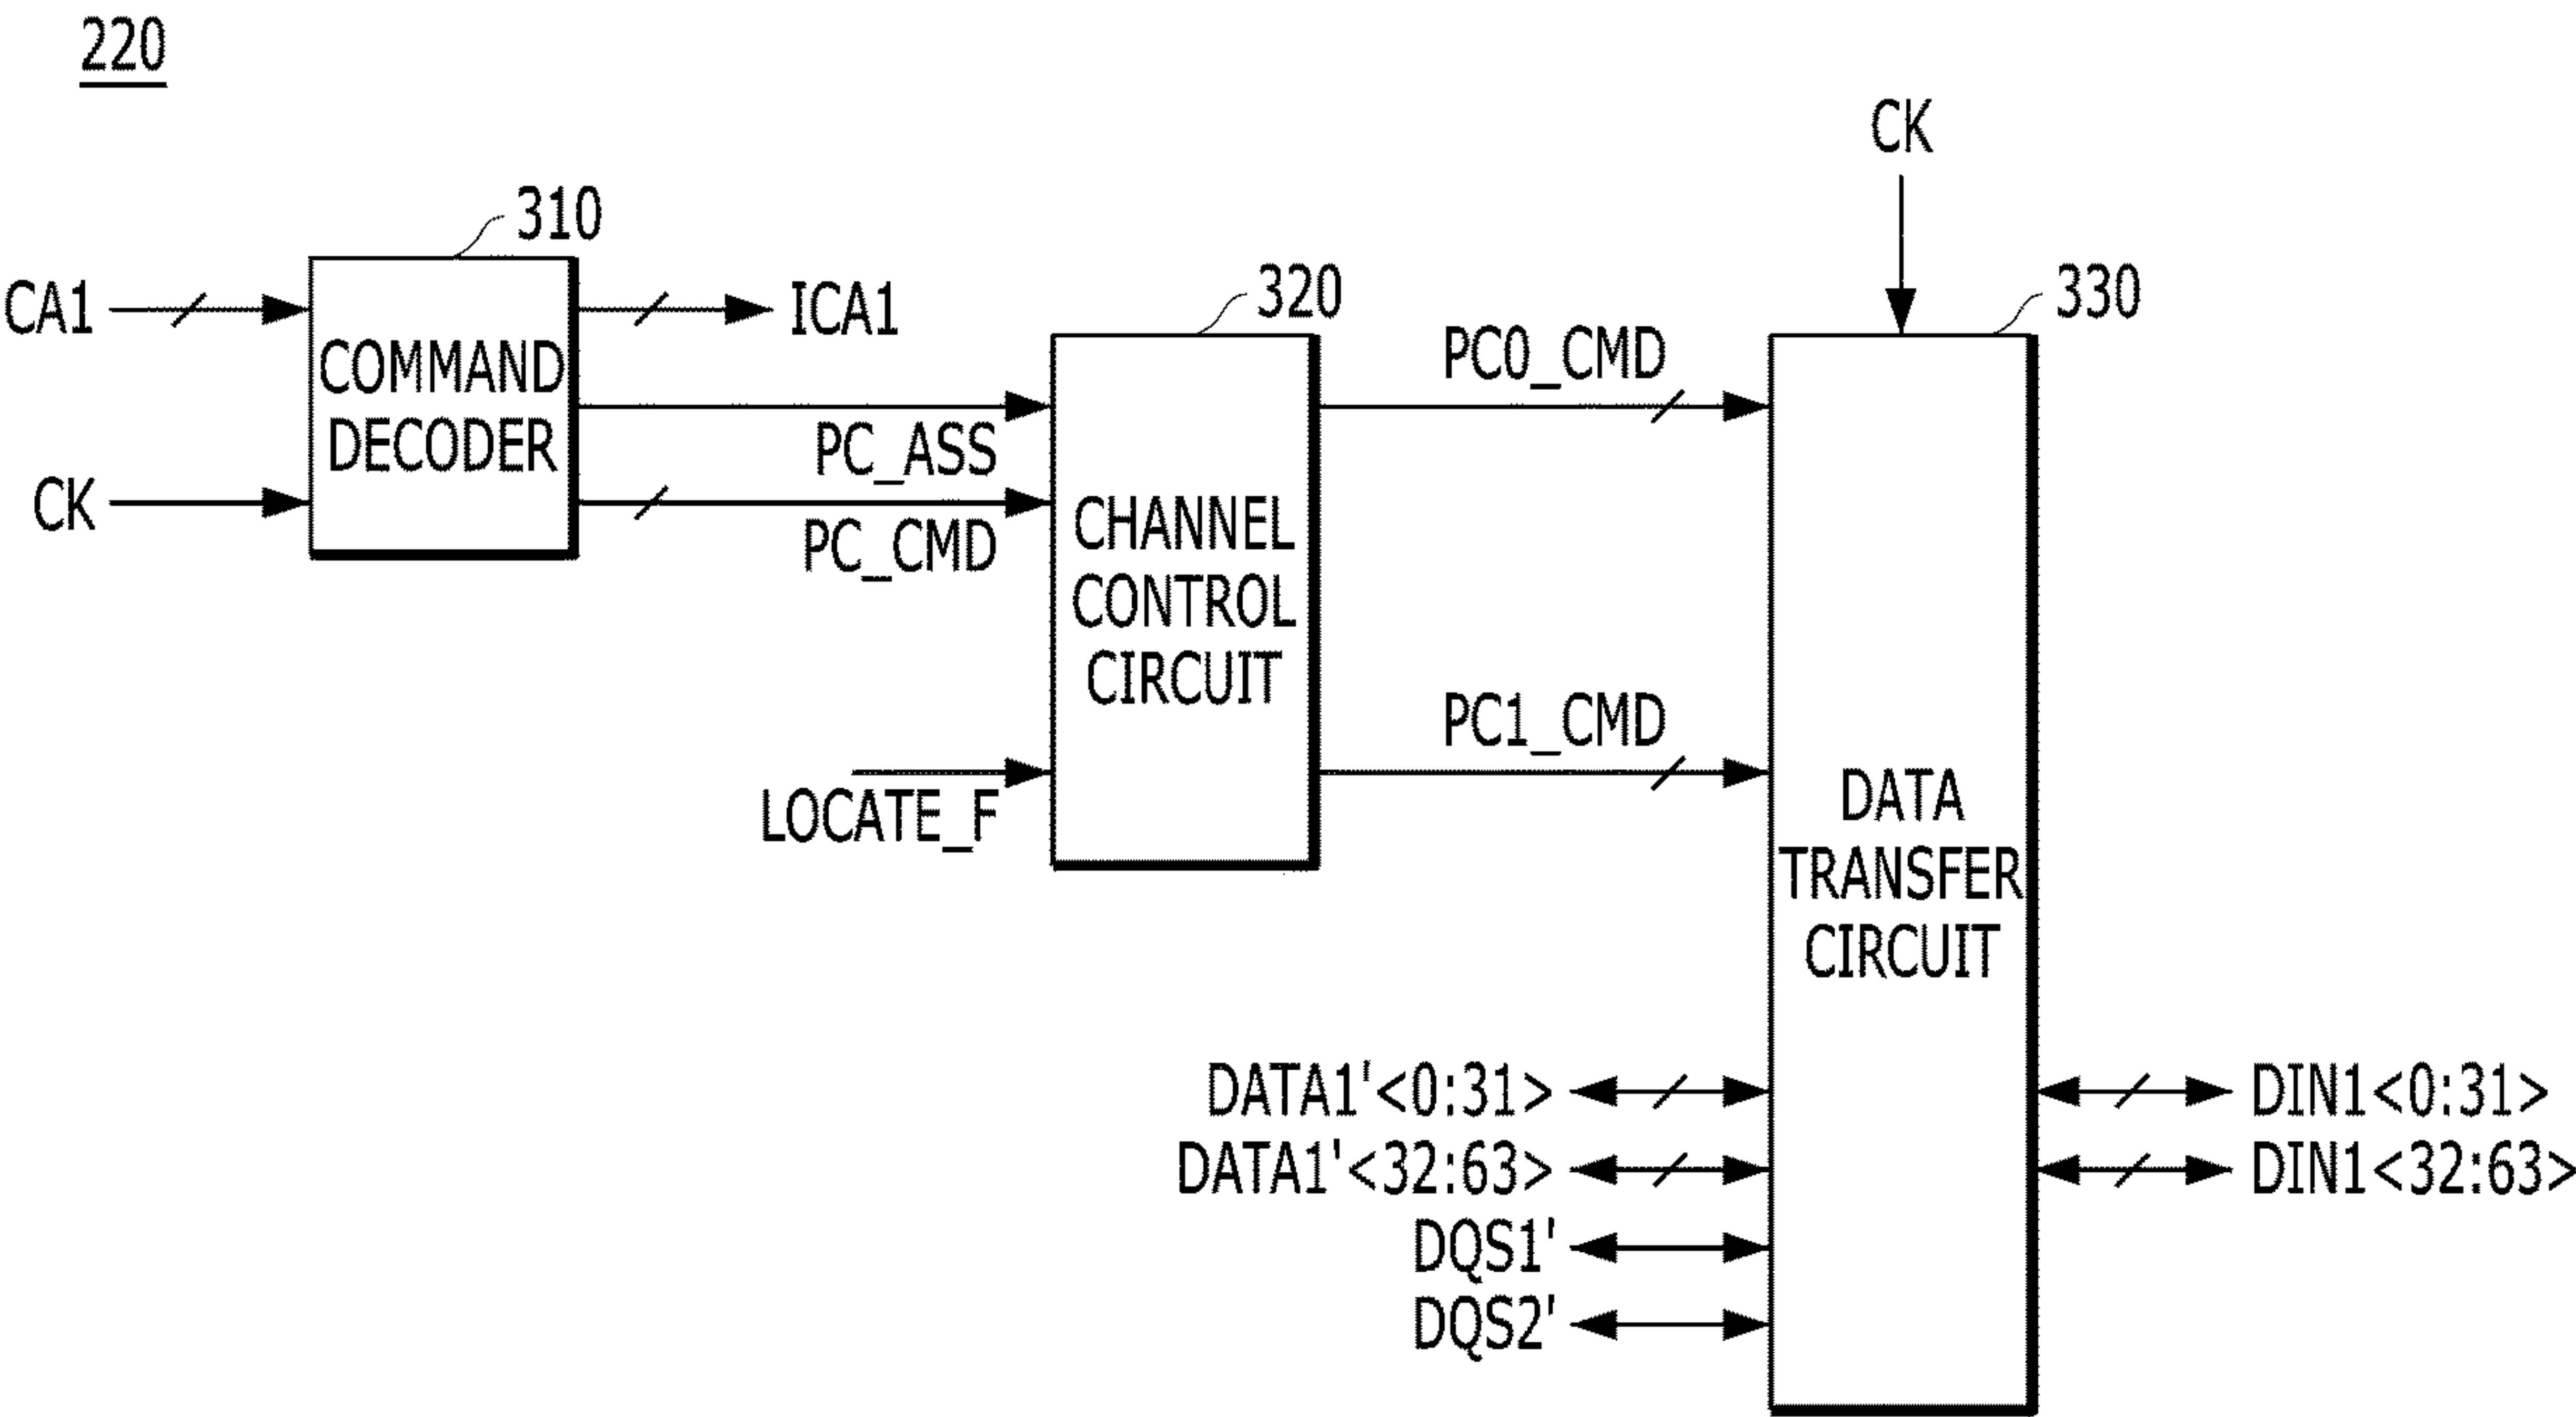 220
CK
310
CA1
ICA1
COMMAND
DECODER
CK
PC_ASS
PC_CMD
320
CHANNEL
CONTROL
CIRCUIT
LOCATE_F
PC0_CMD
PC1_CMD
330
DATA
TRANSFER
CIRCUIT
DATA1'<0:31>
DATA1'<32:63>
DQS1'
DQS2'
DIN1<0:31>
DIN1<32:63>